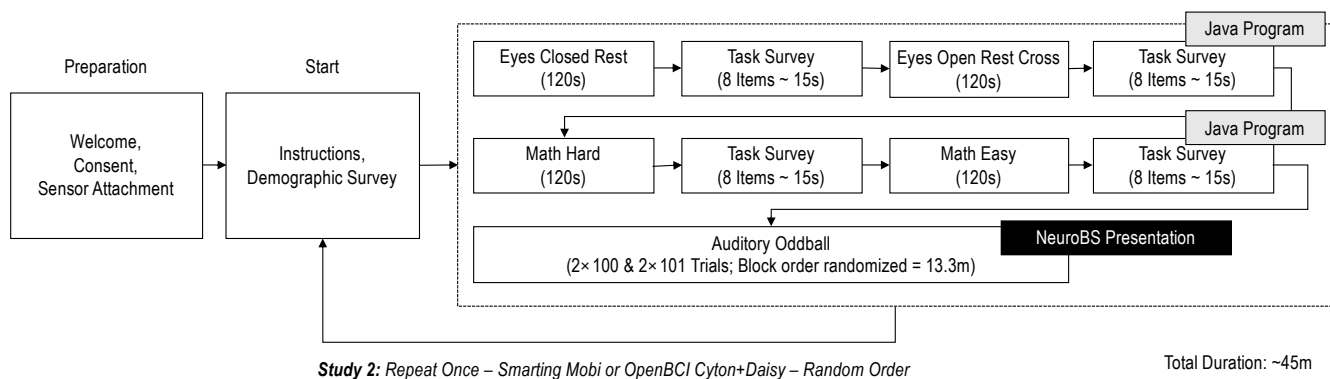 Preparation
Start
Java Program
Welcome,
Consent,
Sensor Attachment
Instructions,
Demographic Survey
Eyes Closed Rest
(120s)
Task Survey
(8 Items ~ 15s)
Eyes Open Rest Cross
(120s)
Task Survey
(8 Items ~ 15s)
Java Program
Math Hard
(120s)
Task Survey
(8 Items ~ 15s)
Math Easy
(120s)
Task Survey
(8 Items ~ 15s)
Auditory Oddball
(2× 100 & 2× 101 Trials; Block order randomized = 13.3m)
NeuroBS Presentation
Study 2: Repeat Once – Smarting Mobi or OpenBCI Cyton+Daisy – Random Order
Total Duration: ~45m